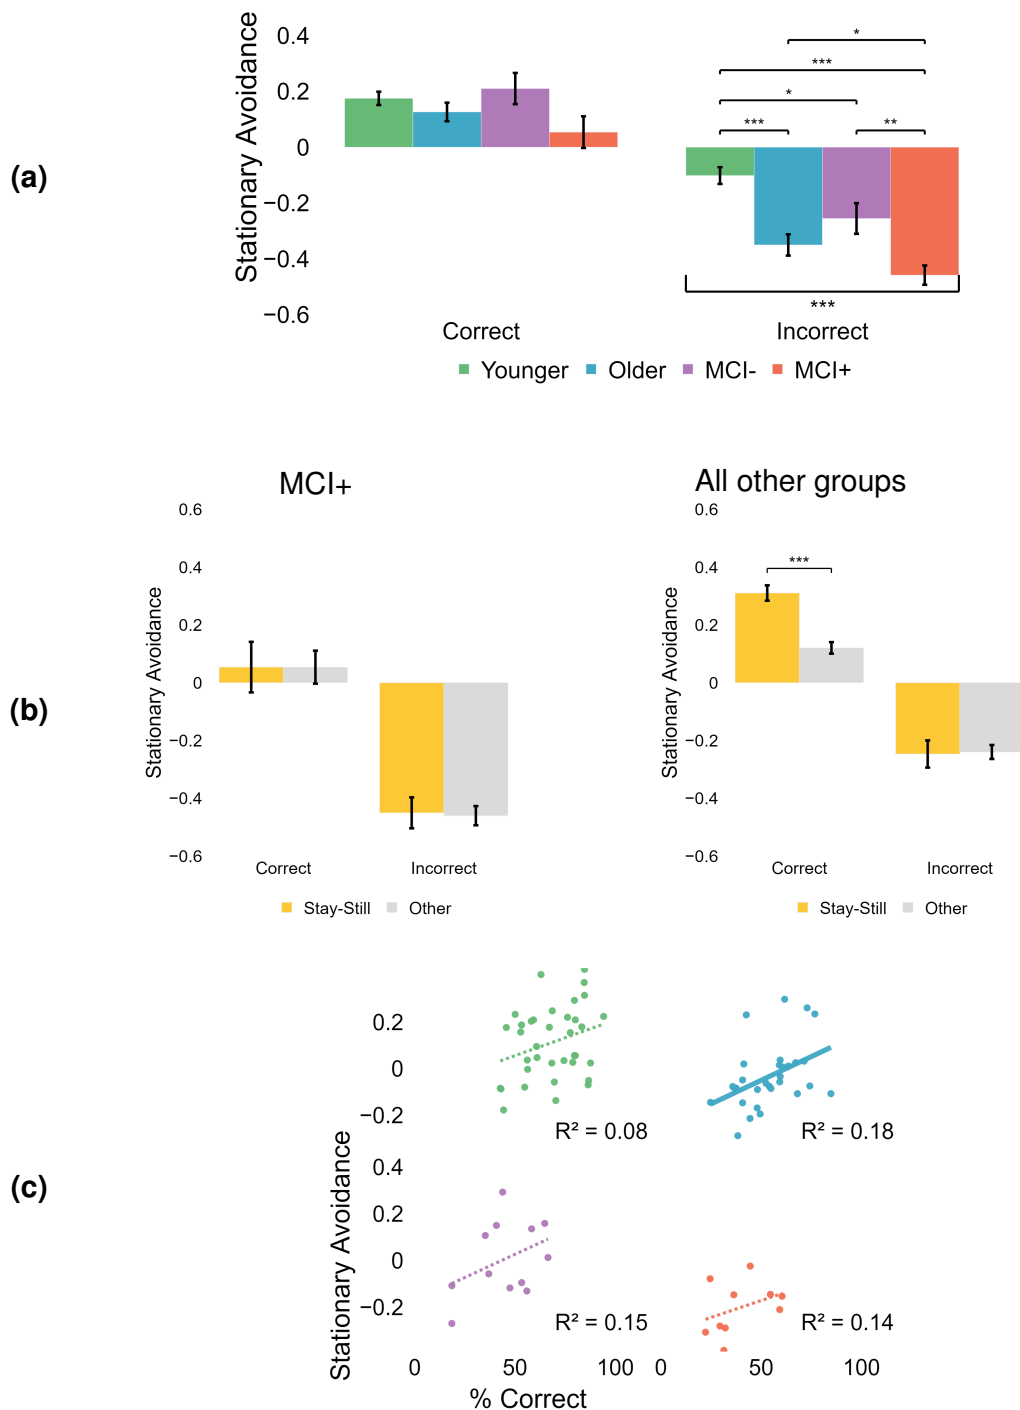 (a)
Stationary Avoidance
0.4
0.2
0
−0.2
−0.4
−0.6
*
***
*
***
**
***
Correct
Incorrect
Younger
Older
MCI-
MCI+
(b)
MCI+
Stationary Avoidance
0.6
0.4
0.2
0
−0.2
−0.4
−0.6
Correct
Incorrect
Stay-Still
Other
All other groups
Stationary Avoidance
0.6
0.4
0.2
0
−0.2
−0.4
−0.6
***
Correct
Incorrect
Stay-Still
Other
(c)
Stationary Avoidance
0.2
0
−0.2
R² = 0.08
R² = 0.18
0.4
0.2
0
−0.2
R² = 0.15
R² = 0.14
0
50
100
0
50
100
% Correct